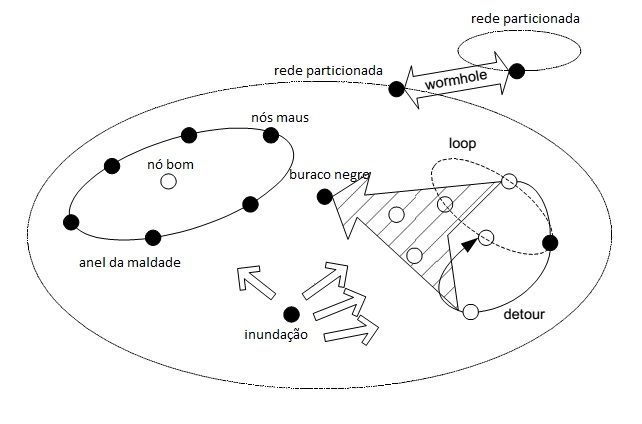 rede particionada
rede particionada
wormhole
nós maus
loop
nó bom
buraco negro
anel da maldade
detour
inundação